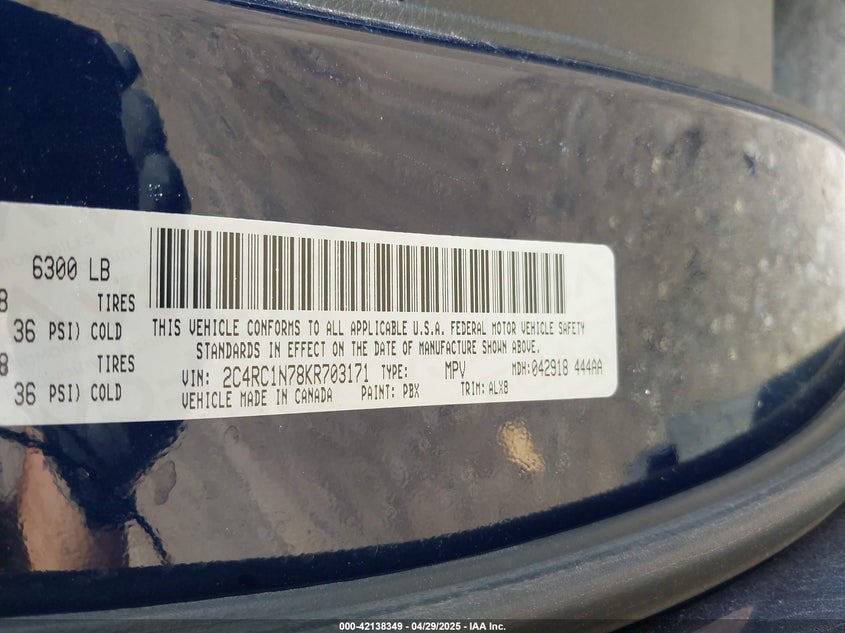 6300 LB
8 TIRES
36 PSI) COLD
8 TIRES
36 PSI) COLD
THIS VEHICLE CONFORMS TO ALL APPLICABLE U.S.A. FEDERAL MOTOR VEHICLE SAFETY
STANDARDS IN EFFECT ON THE DATE OF MANUFACTURE SHOWN ABOVE.
VIN: 2C4RC1N78KR703171 TYPE: MPV MDH: 042918 444AA
VEHICLE MADE IN CANADA PAINT: PBX TRIM: ALX8
000-42138349 - 04/29/2025 - IAA Inc.